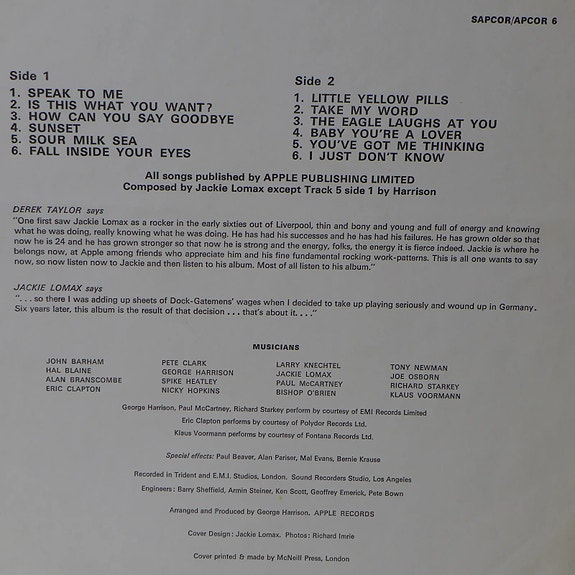 SAPCOR/APCOR 6
Side 1
1. SPEAK TO ME
2. IS THIS WHAT YOU WANT?
3. HOW CAN YOU SAY GOODBYE
4. SUNSET
5. SOUR MILK SEA
6. FALL INSIDE YOUR EYES
Side 2
1. LITTLE YELLOW PILLS
2. TAKE MY WORD
3. THE EAGLE LAUGHS AT YOU
4. BABY YOU'RE A LOVER
5. YOU'VE GOT ME THINKING
6. I JUST DON'T KNOW
All songs published by APPLE PUBLISHING LIMITED
Composed by Jackie Lomax except Track 5 side 1 by Harrison
DEREK TAYLOR says
"One first saw Jackie Lomax as a rocker in the early sixties out of Liverpool, thin and bony and young and full of energy and knowing
what he was doing, really knowing what he was doing. He has had his successes and he has had his failures. He has grown older so that
now he is 24 and he has grown stronger so that now he is strong and the energy, folks, the energy it is fierce indeed. Jackie is where he
belongs now, at Apple among friends who appreciate him and his fine fundamental rocking work-patterns. This is all one wants to say
now, so now listen now to Jackie and then listen to his album. Most of all listen to his album."
JACKIE LOMAX says
". . . so there I was adding up sheets of Dock-Gatemens' wages when I decided to take up playing seriously and wound up in Germany.
Six years later, this album is the result of that decision . . . that's about it. . . ."
MUSICIANS
JOHN BARHAM
HAL BLAINE
ALAN BRANSCOMBE
ERIC CLAPTON
PETE CLARK
GEORGE HARRISON
SPIKE HEATLEY
NICKY HOPKINS
LARRY KNECHTEL
JACKIE LOMAX
PAUL McCARTNEY
BISHOP O'BRIEN
TONY NEWMAN
JOE OSBORN
RICHARD STARKEY
KLAUS VOORMANN
George Harrison, Paul McCartney, Richard Starkey perform by courtesy of EMI Records Limited
Eric Clapton performs by courtesy of Polydor Records Ltd.
Klaus Voormann performs by courtesy of Fontana Records Ltd.
Special effects: Paul Beaver, Alan Pariser, Mal Evans, Bernie Krause
Recorded in Trident and E.M.I. Studios, London. Sound Recorders Studio, Los Angeles
Engineers: Barry Sheffield, Armin Steiner, Ken Scott, Geoffrey Emerick, Pete Bown
Arranged and Produced by George Harrison, APPLE RECORDS
Cover Design: Jackie Lomax. Photos: Richard Imrie
Cover printed & made by McNeill Press, London